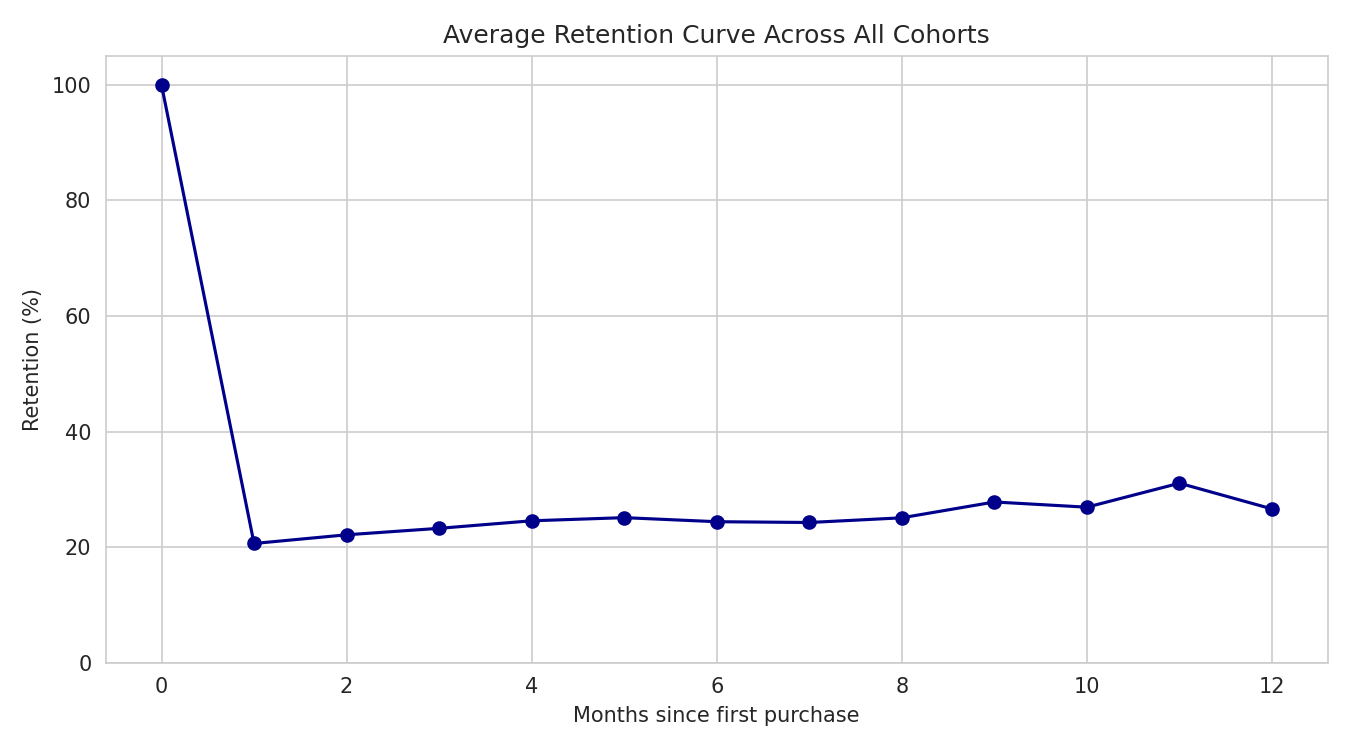 Average Retention Curve Across All Cohorts
Retention (%)
100
80
60
40
20
0
0 2 4 6 8 10 12
Months since first purchase